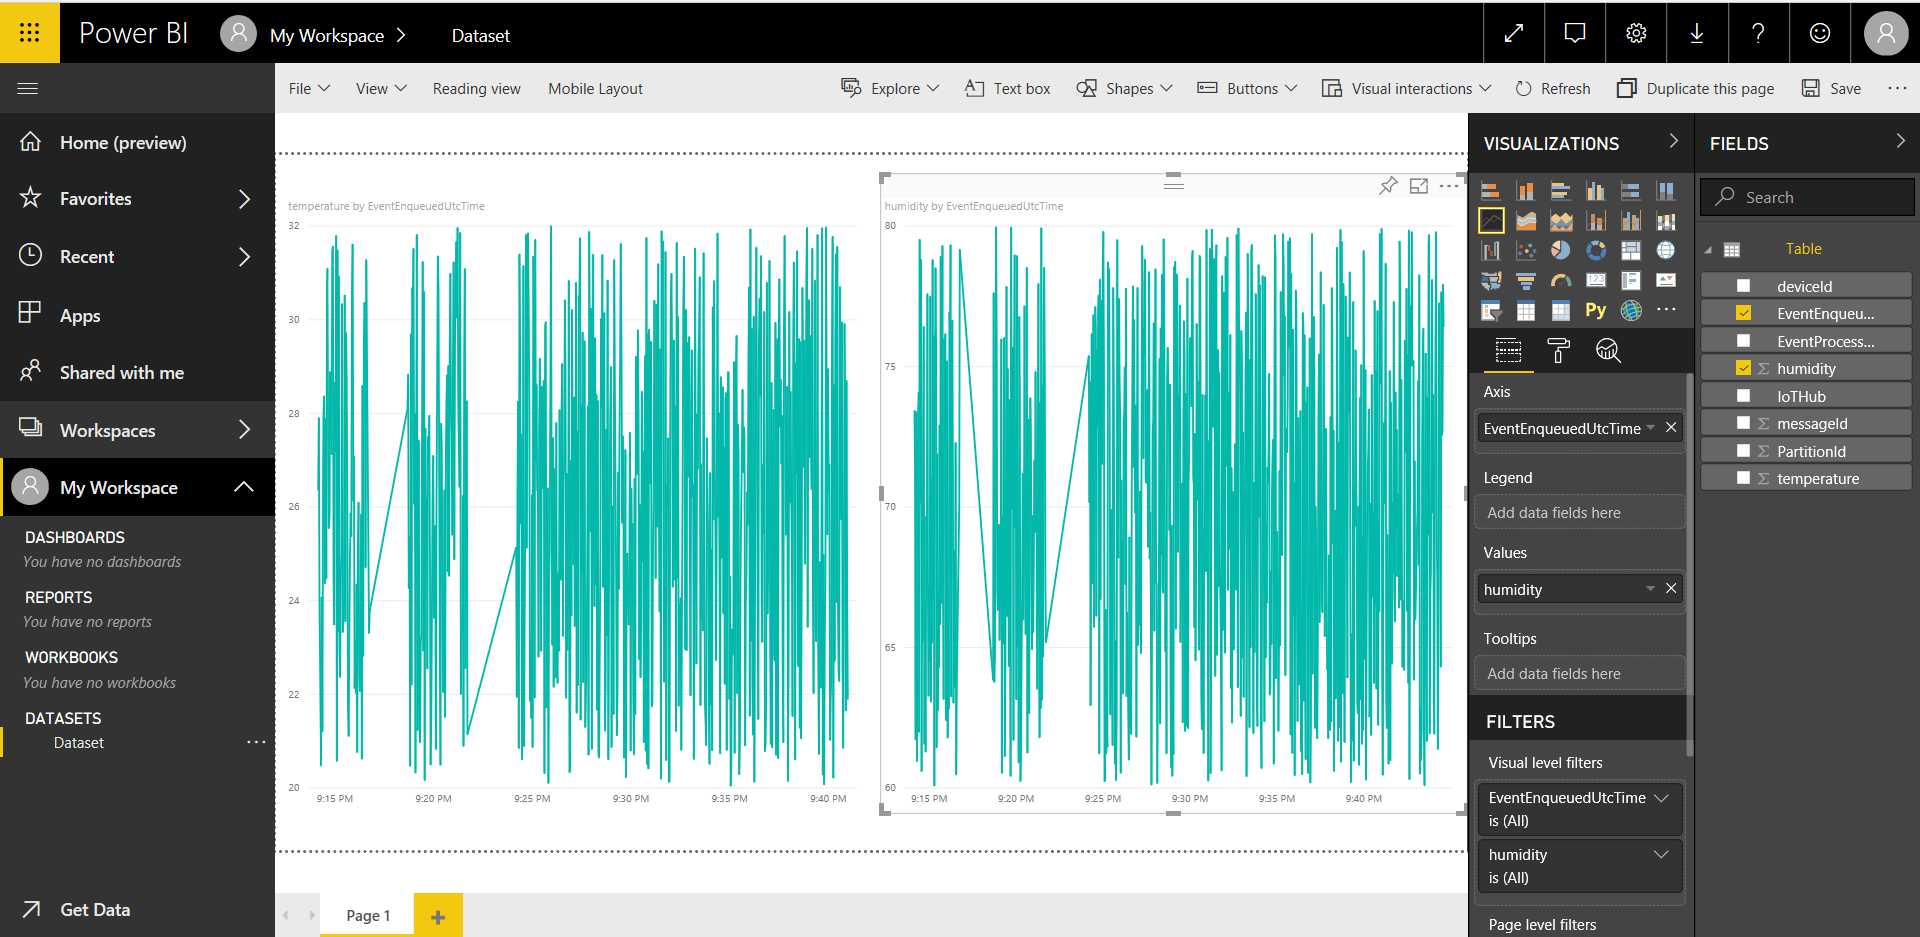 Power BI
My Workspace
Dataset
File
View
Reading view
Mobile Layout
Explore
Text box
Shapes
Buttons
Visual interactions
Refresh
Duplicate this page
Save
Home (preview)
Favorites
Recent
Apps
Shared with me
Workspaces
My Workspace
DASHBOARDS
You have no dashboards
REPORTS
You have no reports
WORKBOOKS
You have no workbooks
DATASETS
Dataset
Get Data
temperature by EventEnqueuedUtcTime
32
30
28
26
24
22
20
9:15 PM
9:20 PM
9:25 PM
9:30 PM
9:35 PM
9:40 PM
humidity by EventEnqueuedUtcTime
80
75
70
65
60
9:15 PM
9:20 PM
9:25 PM
9:30 PM
9:35 PM
9:40 PM
Page 1
VISUALIZATIONS
123
Py
Axis
EventEnqueuedUtcTime
Legend
Add data fields here
Values
humidity
Tooltips
Add data fields here
FILTERS
Visual level filters
EventEnqueuedUtcTime
is (All)
humidity
is (All)
Page level filters
FIELDS
Search
Table
deviceId
EventEnqueu...
EventProcess...
humidity
IoTHub
messageId
PartitionId
temperature